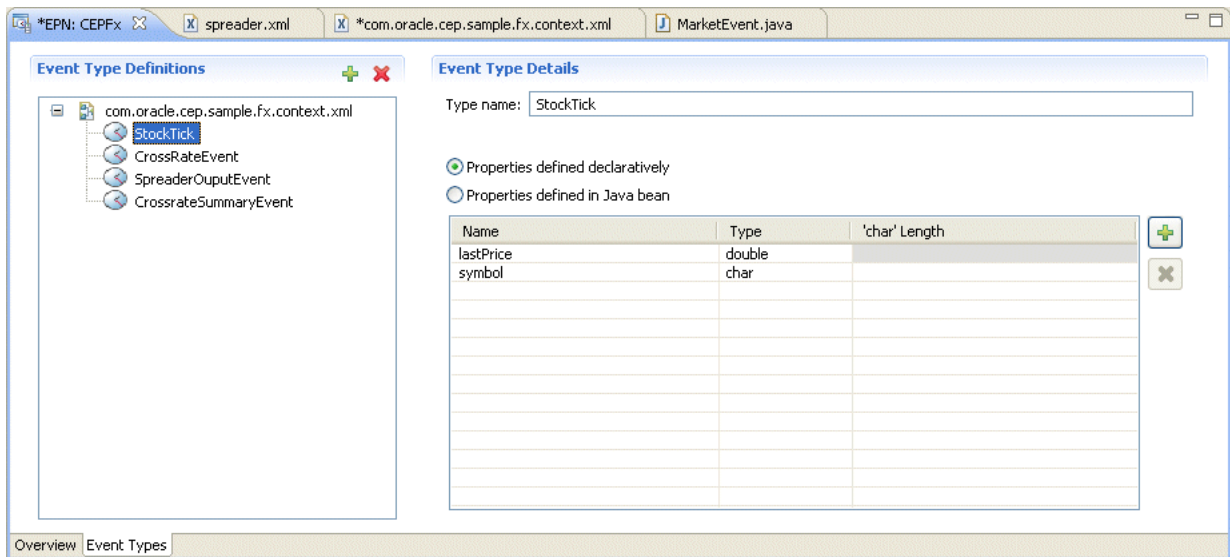 *EPN: CEPFx spreader.xml *com.oracle.cep.sample.fx.context.xml MarketEvent.java
Event Type Definitions
com.oracle.cep.sample.fx.context.xml
StockTick
CrossRateEvent
SpreaderOuputEvent
CrossrateSummaryEvent
Event Type Details
Type name: StockTick
Properties defined declaratively
Properties defined in Java bean
Name Type 'char' Length
lastPrice double
symbol char
Overview Event Types